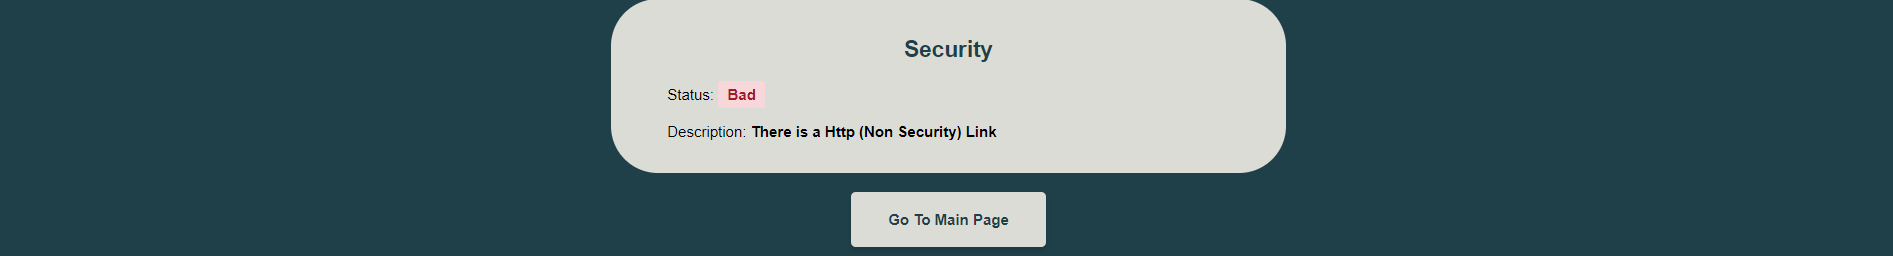 Security
Status: Bad
Description: There is a Http (Non Security) Link
Go To Main Page